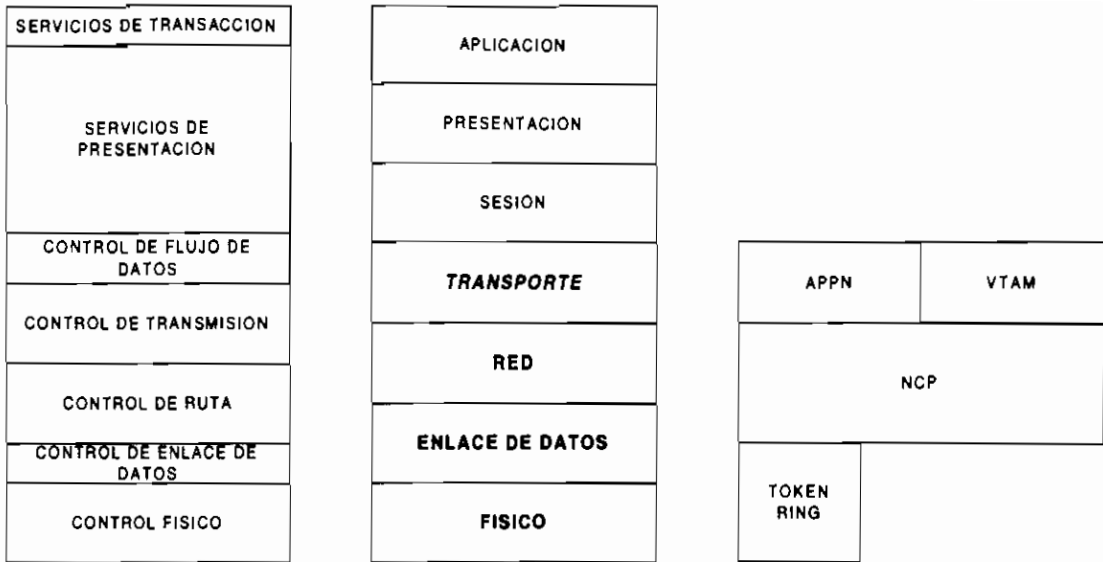 SERVICIOS DE TRANSACCION
SERVICIOS DE
PRESENTACION
CONTROL DE FLUJO DE
DATOS
CONTROL DE TRANSMISION
CONTROL DE RUTA
CONTROL DE ENLACE DE
DATOS
CONTROL FISICO
APLICACION
PRESENTACION
SESIÓN
TRANSPORTE
RED
ENLACE DE DATOS
FISICO
APPN
VTAM
NCP
TOKEN
RING